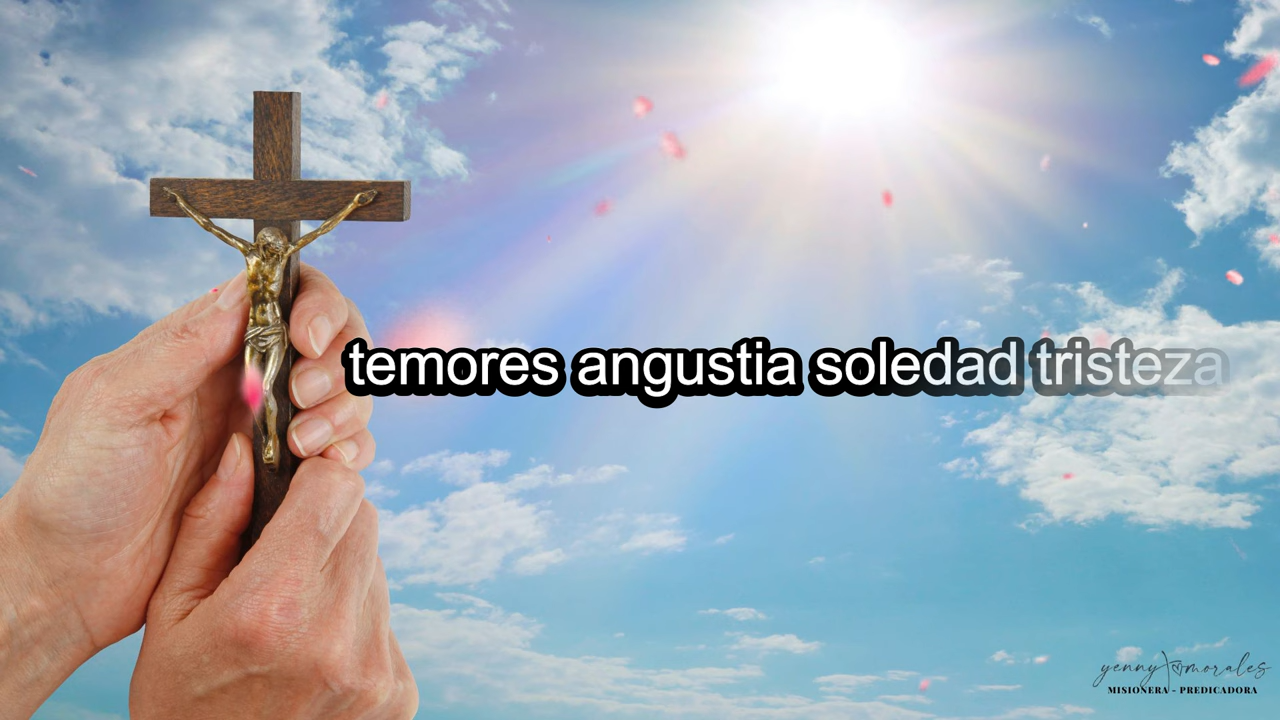 temores angustia soledad tristeza
yenny morales
MISIONERA - PREDICADORA